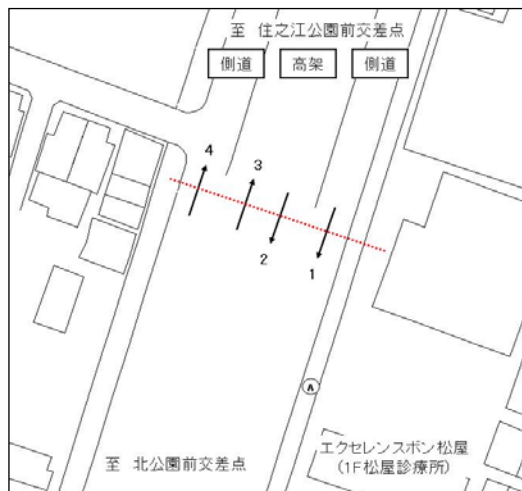 至 住之江公園前交差点
側道 高架 側道
4
3
2
1
A
エクセレンスボン松屋
(1F松屋診療所)
至 北公園前交差点